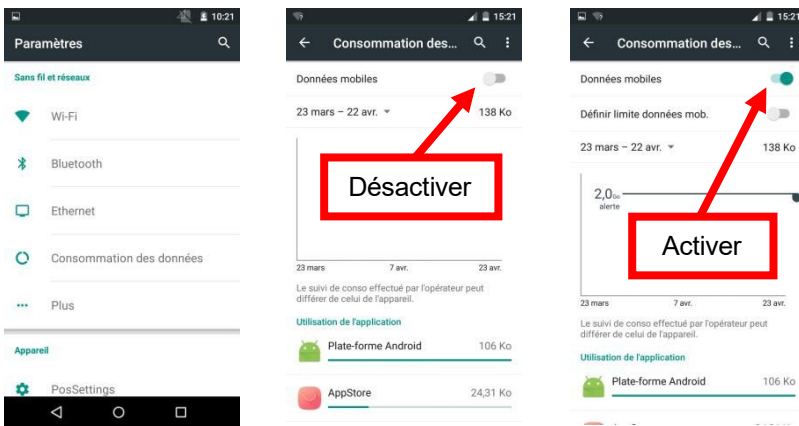 10:21
Paramètres
Sans fil et réseaux
Wi-Fi
Bluetooth
Ethernet
Consommation des données
Plus
Appareil
PosSettings
15:21
Consommation des...
Données mobiles
23 mars – 22 avr.
138 Ko
Désactiver
23 mars
7 avr.
23 avr.
Le suivi de conso effectué par l'opérateur peut
différer de celui de l'appareil.
Utilisation de l'application
Plate-forme Android
106 Ko
AppStore
24,31 Ko
15:21
Consommation des...
Données mobiles
Définir limite données mob.
23 mars – 22 avr.
138 Ko
2,0 Go
alerte
Activer
23 mars
7 avr.
23 avr.
Le suivi de conso effectué par l'opérateur peut
différer de celui de l'appareil.
Utilisation de l'application
Plate-forme Android
106 Ko